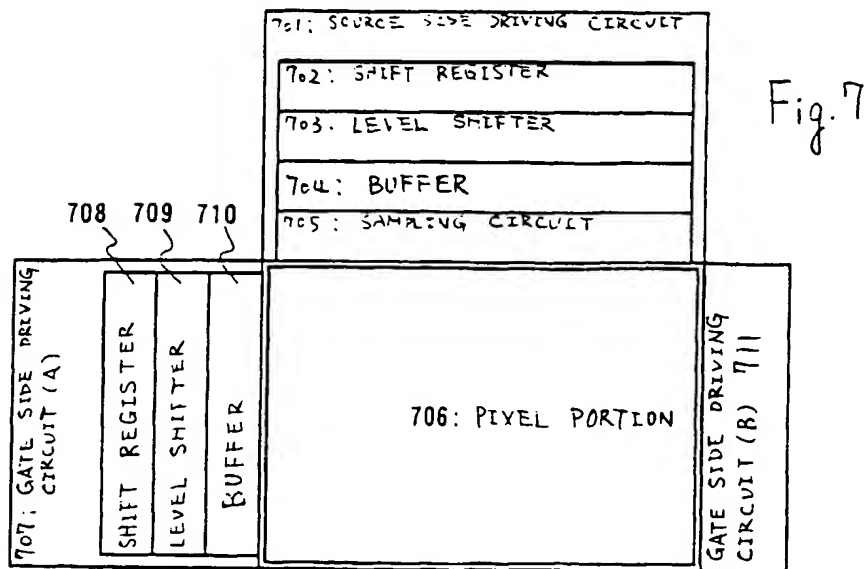 701: SOURCE SIDE DRIVING CIRCUIT
702: SHIFT REGISTER
703. LEVEL SHIFTER
704: BUFFER
705: SAMPLING CIRCUIT
Fig.7
708 709 710
707: GATE SIDE DRIVING
CIRCUIT (A)
SHIFT REGISTER
LEVEL SHIFTER
BUFFER
706: PIXEL PORTION
GATE SIDE DRIVING
CIRCUIT (B) 711